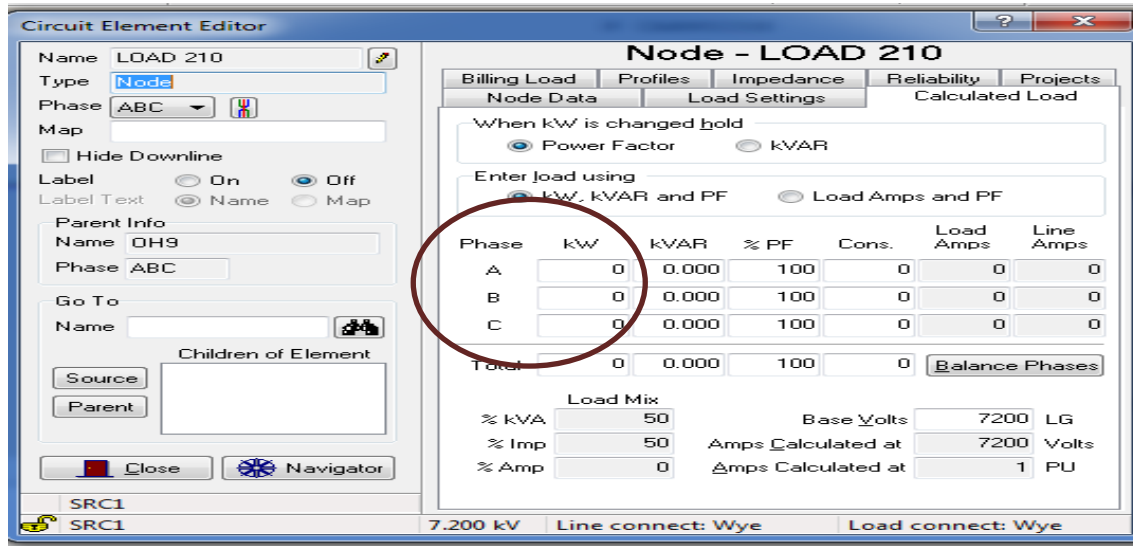 Circuit Element Editor
Name LOAD 210
Type Node
Phase ABC
Map
Hide Downline
Label On Off
Label Text Name Map
Parent Info
Name OH9
Phase ABC
Go To
Name
Children of Element
Source
Parent
Close Navigator
SRC1
SRC1
Node - LOAD 210
Billing Load Profiles Impedance Reliability Projects
Node Data Load Settings Calculated Load
When kW is changed hold
Power Factor kVAR
Enter load using
kW, kVAR and PF Load Amps and PF
Phase kW kVAR % PF Cons. Load Amps Line Amps
A 0 0.000 100 0 0 0
B 0 0.000 100 0 0 0
C 0 0.000 100 0 0 0
Total 0 0.000 100 0 Balance Phases
Load Mix
% kVA 50 Base Volts 7200 LG
% Imp 50 Amps Calculated at 7200 Volts
% Amp 0 Amps Calculated at 1 PU
7.200 kV Line connect: Wye Load connect: Wye